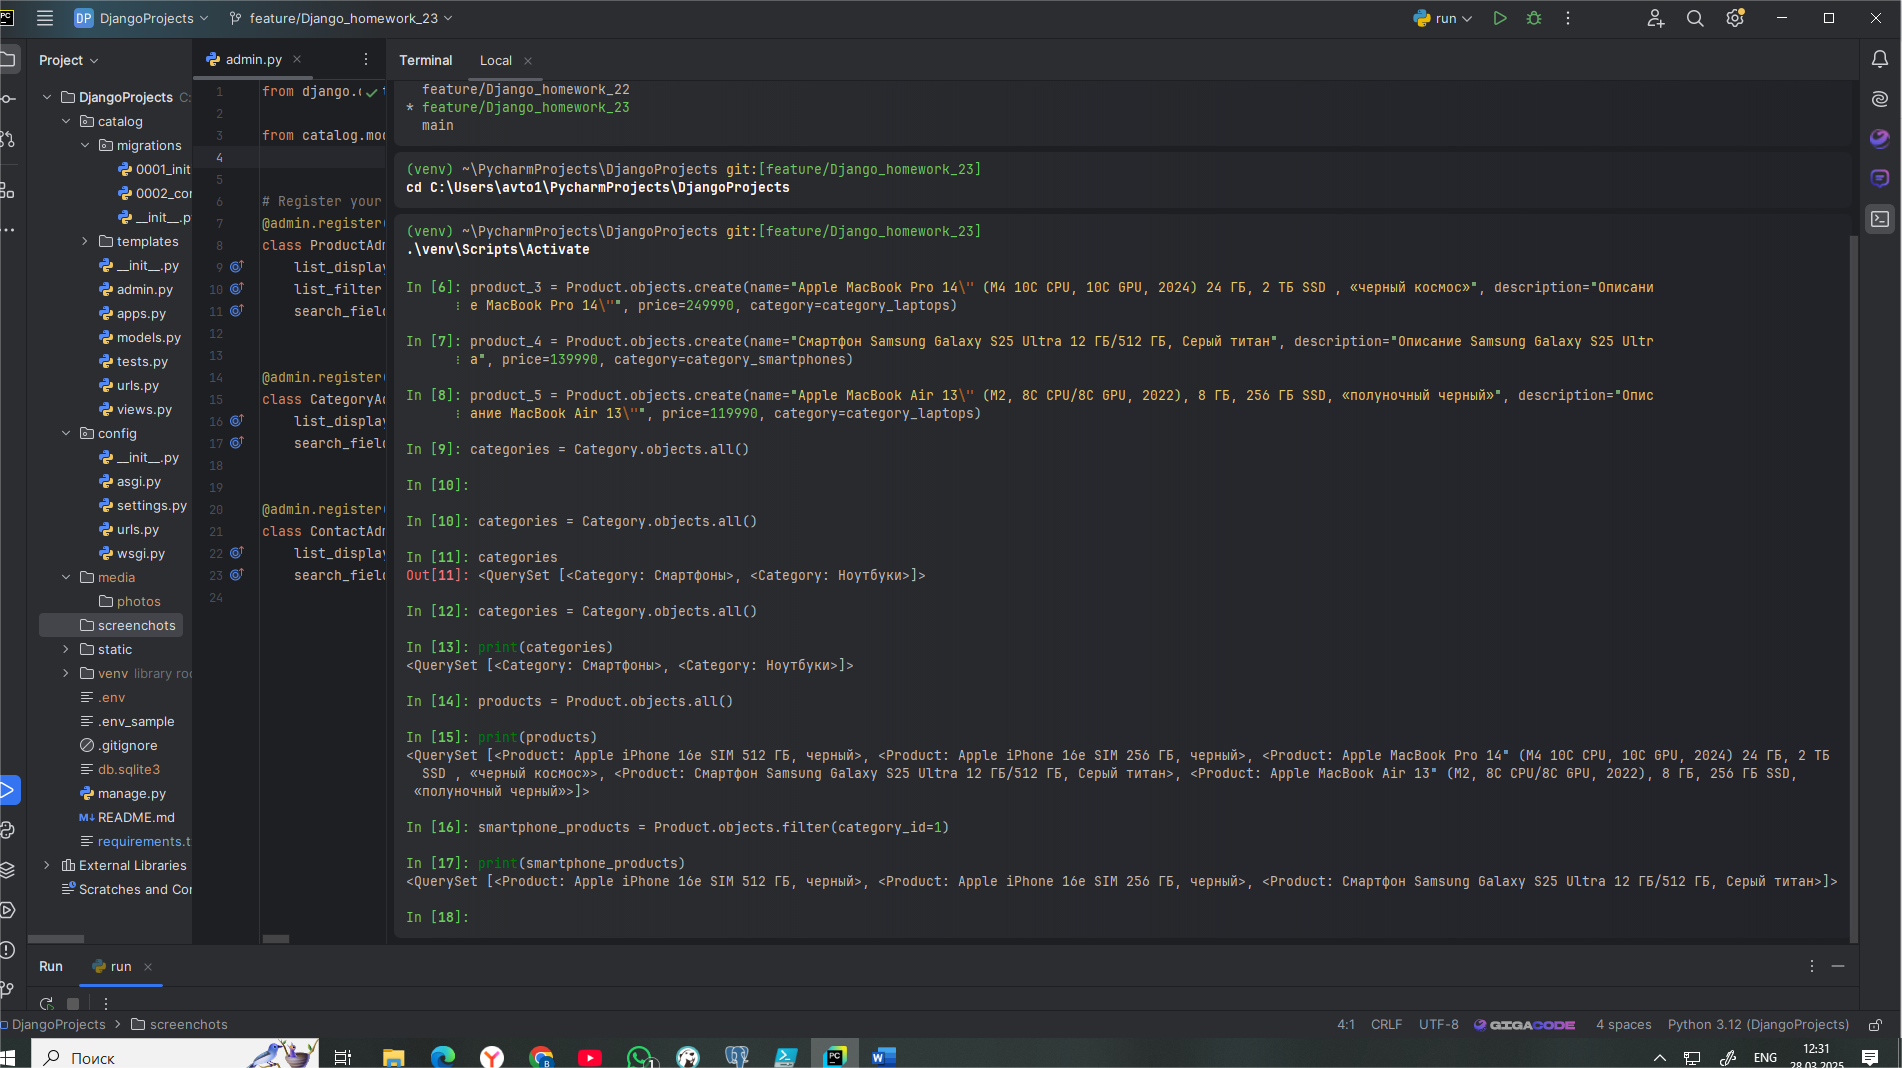 DP DjangoProjects feature/Django_homework_23 run
Project
admin.py
Terminal Local
DjangoProjects C:
catalog
migrations
0001_init
0002_cor
__init__.p
templates
__init__.py
admin.py
apps.py
models.py
tests.py
urls.py
views.py
config
__init__.py
asgi.py
settings.py
urls.py
wsgi.py
media
photos
screenchots
static
venv library roo
.env
.env_sample
.gitignore
db.sqlite3
manage.py
README.md
requirements.t
External Libraries
Scratches and Cor
1 from django.c
2
3 from catalog.mod
4
5
6 # Register your
7 @admin.register(
8 class ProductAdm
9 list_display
10 list_filter
11 search_field
12
13
14 @admin.register(
15 class CategoryAd
16 list_display
17 search_field
18
19
20 @admin.register(
21 class ContactAdm
22 list_display
23 search_field
24
feature/Django_homework_22
* feature/Django_homework_23
main
(venv) ~\PycharmProjects\DjangoProjects git:[feature/Django_homework_23]
cd C:\Users\avto1\PycharmProjects\DjangoProjects
(venv) ~\PycharmProjects\DjangoProjects git:[feature/Django_homework_23]
.\venv\Scripts\Activate
In [6]: product_3 = Product.objects.create(name="Apple MacBook Pro 14\" (M4 10C CPU, 10C GPU, 2024) 24 ГБ, 2 ТБ SSD , «черный космос»", description="Описани
⋮ е MacBook Pro 14\"", price=249990, category=category_laptops)
In [7]: product_4 = Product.objects.create(name="Смартфон Samsung Galaxy S25 Ultra 12 ГБ/512 ГБ, Серый титан", description="Описание Samsung Galaxy S25 Ultr
⋮ a", price=139990, category=category_smartphones)
In [8]: product_5 = Product.objects.create(name="Apple MacBook Air 13\" (M2, 8C CPU/8C GPU, 2022), 8 ГБ, 256 ГБ SSD, «полуночный черный»", description="Опис
⋮ ание MacBook Air 13\"", price=119990, category=category_laptops)
In [9]: categories = Category.objects.all()
In [10]:
In [10]: categories = Category.objects.all()
In [11]: categories
Out[11]: <QuerySet [<Category: Смартфоны>, <Category: Ноутбуки>]>
In [12]: categories = Category.objects.all()
In [13]: print(categories)
<QuerySet [<Category: Смартфоны>, <Category: Ноутбуки>]>
In [14]: products = Product.objects.all()
In [15]: print(products)
<QuerySet [<Product: Apple iPhone 16e SIM 512 ГБ, черный>, <Product: Apple iPhone 16e SIM 256 ГБ, черный>, <Product: Apple MacBook Pro 14" (M4 10C CPU, 10C GPU, 2024) 24 ГБ, 2 ТБ
SSD , «черный космос»>, <Product: Смартфон Samsung Galaxy S25 Ultra 12 ГБ/512 ГБ, Серый титан>, <Product: Apple MacBook Air 13" (M2, 8C CPU/8C GPU, 2022), 8 ГБ, 256 ГБ SSD,
«полуночный черный»>]>
In [16]: smartphone_products = Product.objects.filter(category_id=1)
In [17]: print(smartphone_products)
<QuerySet [<Product: Apple iPhone 16e SIM 512 ГБ, черный>, <Product: Apple iPhone 16e SIM 256 ГБ, черный>, <Product: Смартфон Samsung Galaxy S25 Ultra 12 ГБ/512 ГБ, Серый титан>]>
In [18]:
Run run
DjangoProjects > screenchots 4:1 CRLF UTF-8 GIGACODE 4 spaces Python 3.12 (DjangoProjects)
Поиск ENG 12:31
28.03.2025